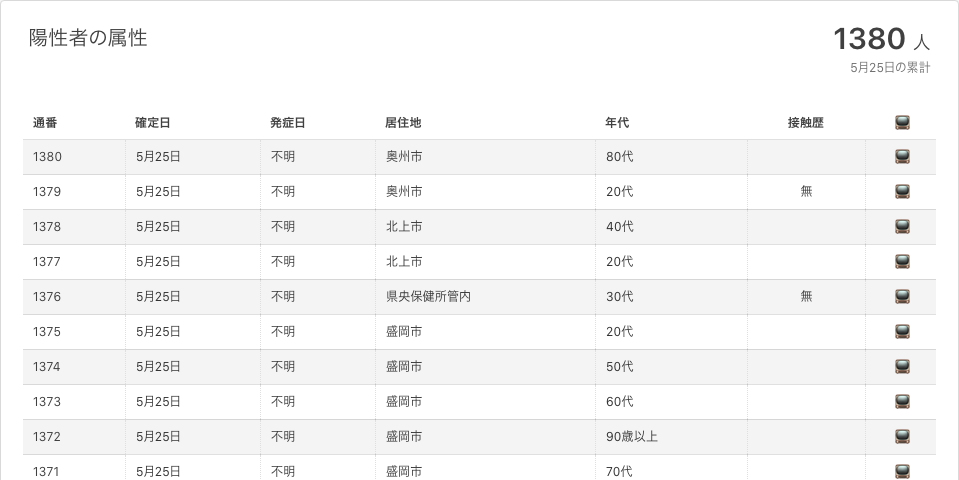 陽性者の属性
1380 人
5月25日の累計
通番 確定日 発症日 居住地 年代 接触歴
1380 5月25日 不明 奥州市 80代
1379 5月25日 不明 奥州市 20代 無
1378 5月25日 不明 北上市 40代
1377 5月25日 不明 北上市 20代
1376 5月25日 不明 県央保健所管内 30代 無
1375 5月25日 不明 盛岡市 20代
1374 5月25日 不明 盛岡市 50代
1373 5月25日 不明 盛岡市 60代
1372 5月25日 不明 盛岡市 90歳以上
1371 5月25日 不明 盛岡市 70代